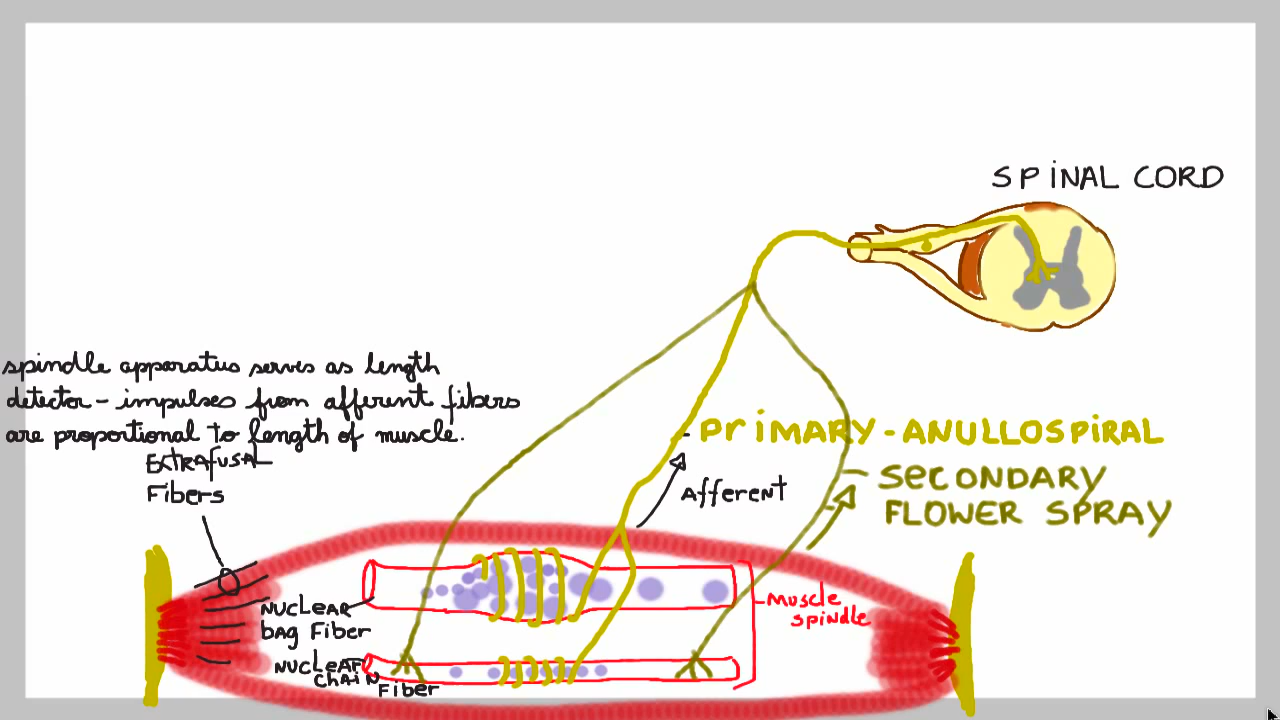 SPINAL CORD
spindle apparatus serves as length
detector - impulses from afferent fibers
are proportional to length of muscle.
EXTRAFUSAL
Fibers
PRIMARY - ANULLOSPIRAL
Afferent
SECONDARY
FLOWER SPRAY
NUCLEAR
bAG FibeR
NUCLEAR
CHAIN
Fiber
Muscle
spindle